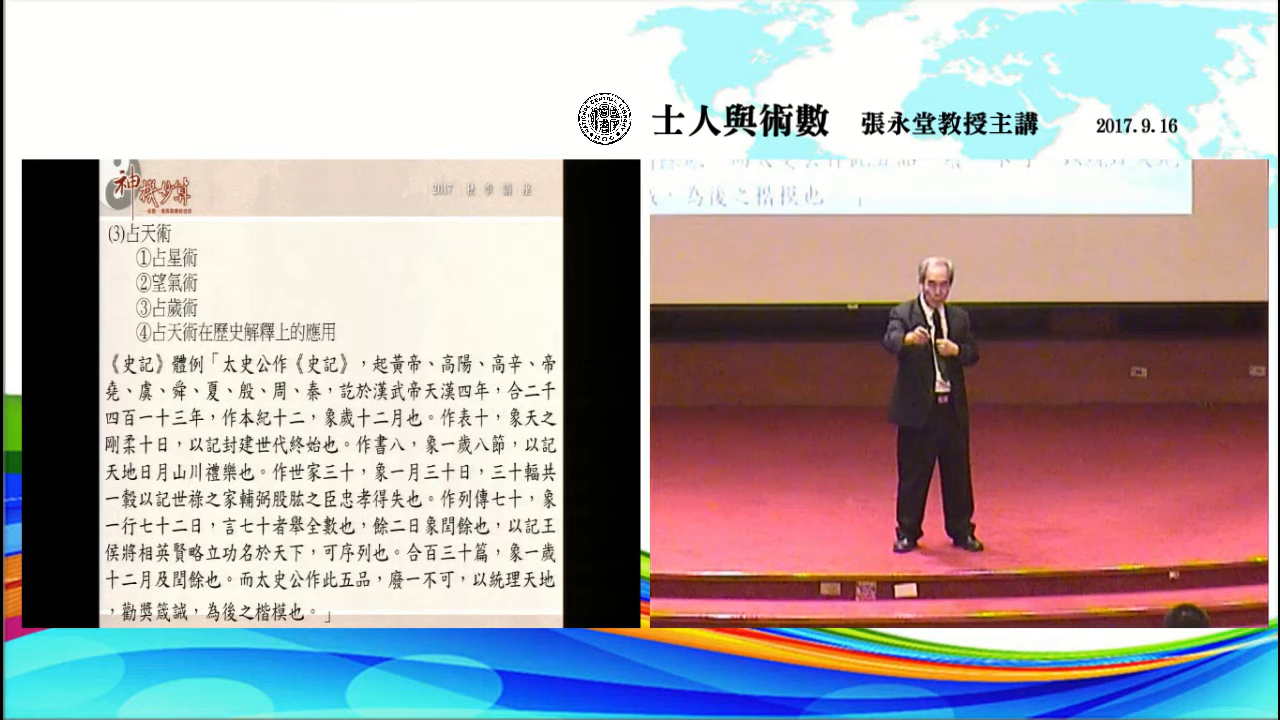 士人與術數 張永堂教授主講 2017.9.16
神機妙算
2017 秋季講座
(3)占天術
①占星術
②望氣術
③占歲術
④占天術在歷史解釋上的應用
《史記》體例「太史公作《史記》，起黃帝、高陽、高辛、帝
堯、虞、舜、夏、殷、周、秦，訖於漢武帝天漢四年，合二千
四百一十三年，作本紀十二，象歲十二月也。作表十，象天之
剛柔十日，以記封建世代終始也。作書八，象一歲八節，以記
天地日月山川禮樂也。作世家三十，象一月三十日，三十輻共
一轂以記世祿之家輔弼股肱之臣忠孝得失也。作列傳七十，象
一行七十二日，言七十者舉全數也，餘二日象閏餘也，以記王
侯將相英賢略立功名於天下，可序列也。合百三十篇，象一歲
十二月及閏餘也。而太史公作此五品，廢一不可，以統理天地
，勸獎箴誡，為後之楷模也。」
，為後之楷模也 」